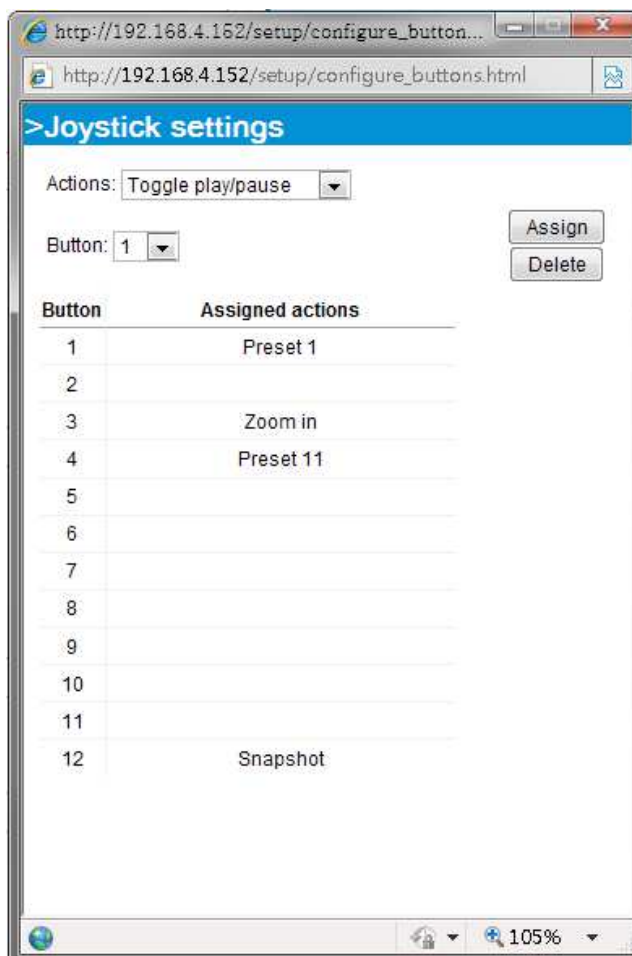 http://192.168.4.152/setup/configure_button...
http://192.168.4.152/setup/configure_buttons.html
>Joystick settings
Actions: Toggle play/pause
Button: 1
Assign
Delete
Button Assigned actions
1 Preset 1
2
3 Zoom in
4 Preset 11
5
6
7
8
9
10
11
12 Snapshot
105%